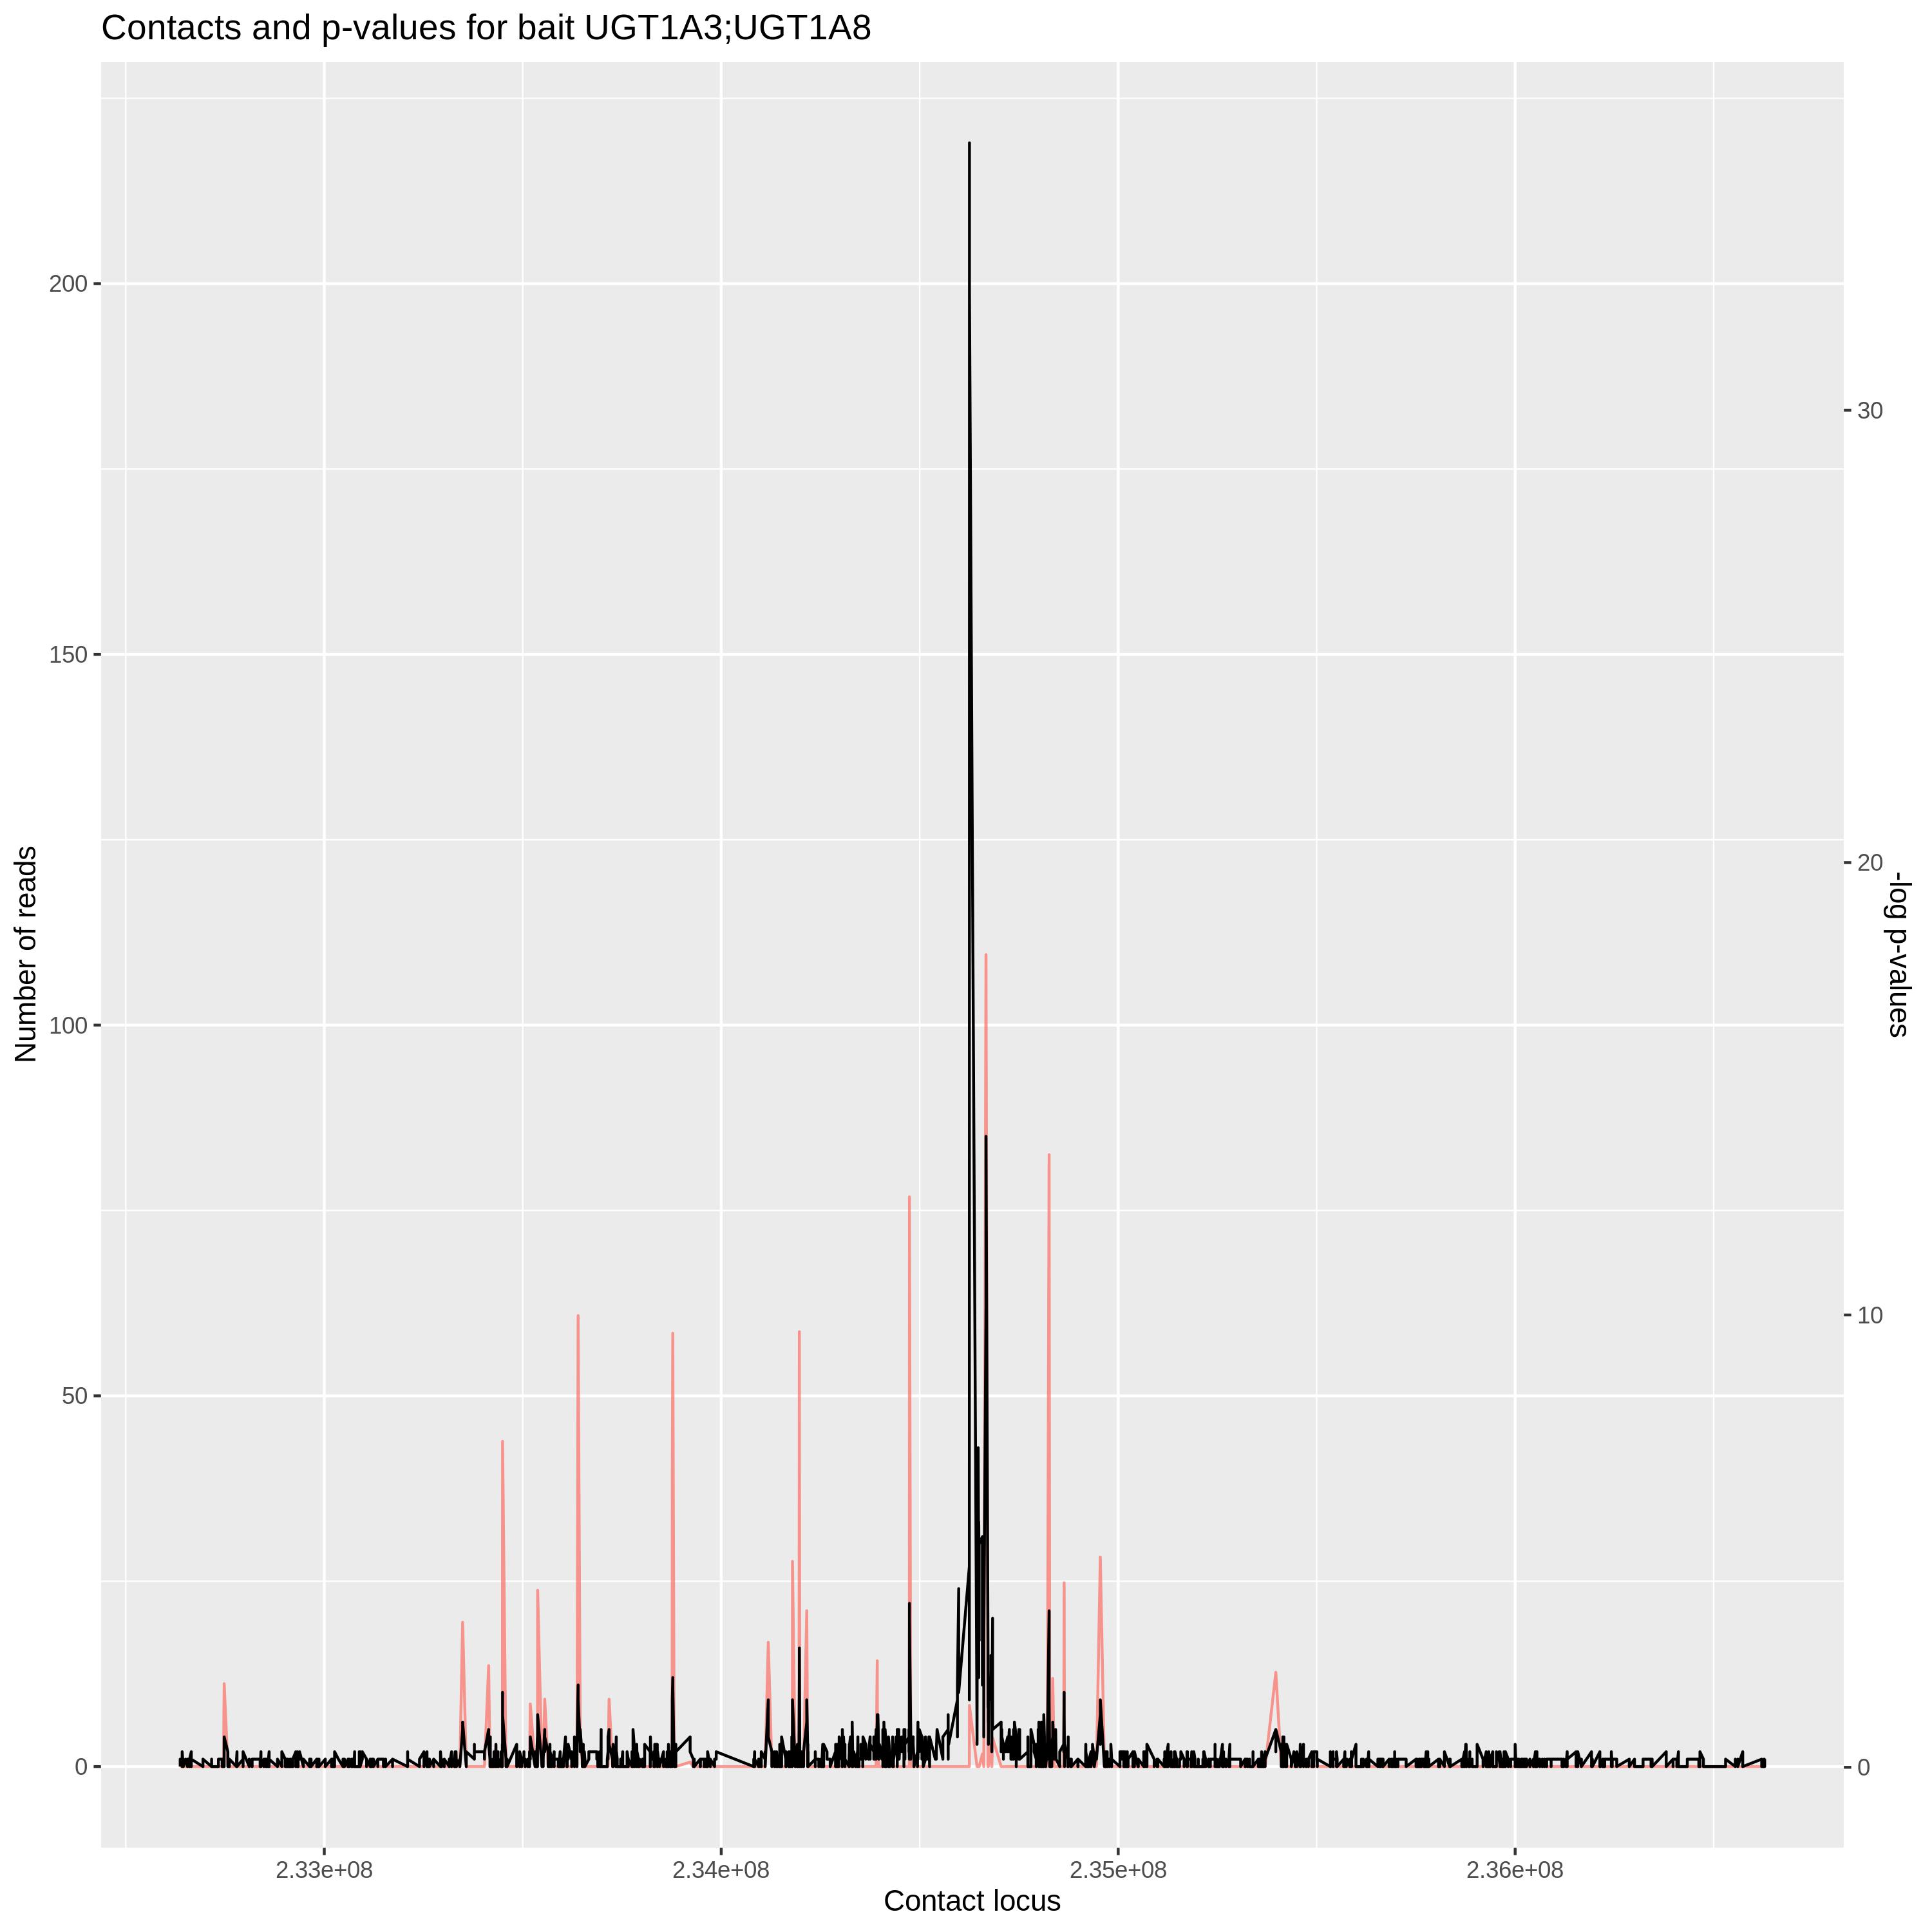 Contacts and p-values for bait UGT1A3;UGT1A8
200
150
100
50
0
Number of reads
30
20
10
0
-log p-values
2.33e+08 2.34e+08 2.35e+08 2.36e+08
Contact locus